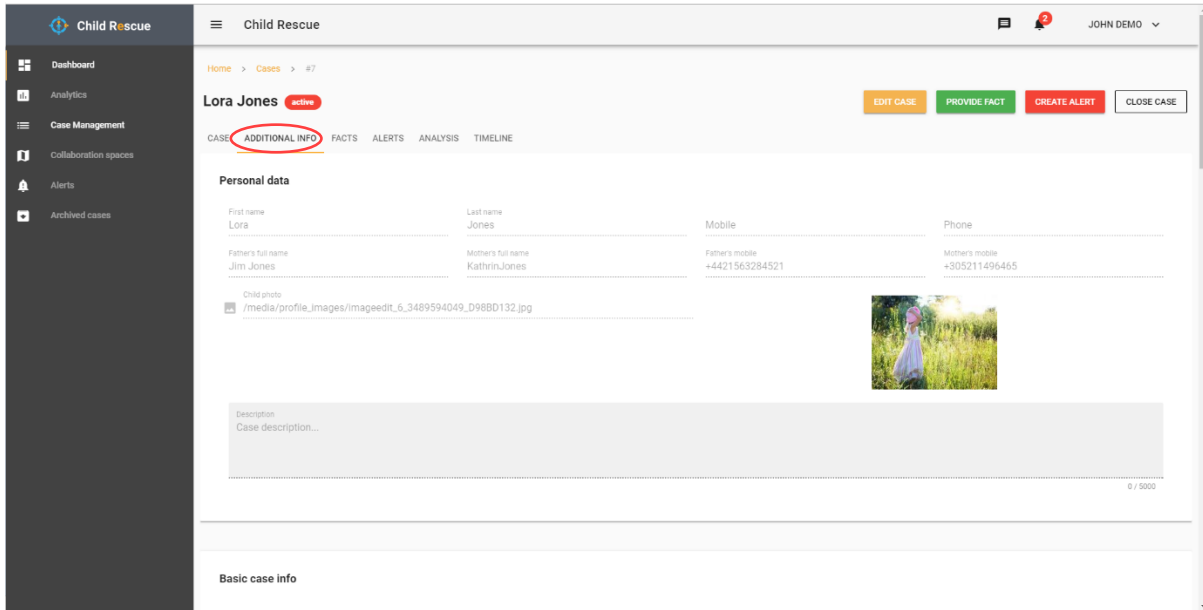 Child Rescue
Child Rescue
2
JOHN DEMO
Dashboard
Analytics
Case Management
Collaboration spaces
Alerts
Archived cases
Home > Cases > #7
Lora Jones active
EDIT CASE PROVIDE FACT CREATE ALERT CLOSE CASE
CASE ADDITIONAL INFO FACTS ALERTS ANALYSIS TIMELINE
Personal data
First name Last name
Lora Jones Mobile Phone
Father's full name Mother's full name Father's mobile Mother's mobile
Jim Jones KathrinJones +4421563284521 +305211496465
Child photo
/media/profile_images/imageedit_6_3489594049_D98BD132.jpg
Description
Case description...
0 / 5000
Basic case info